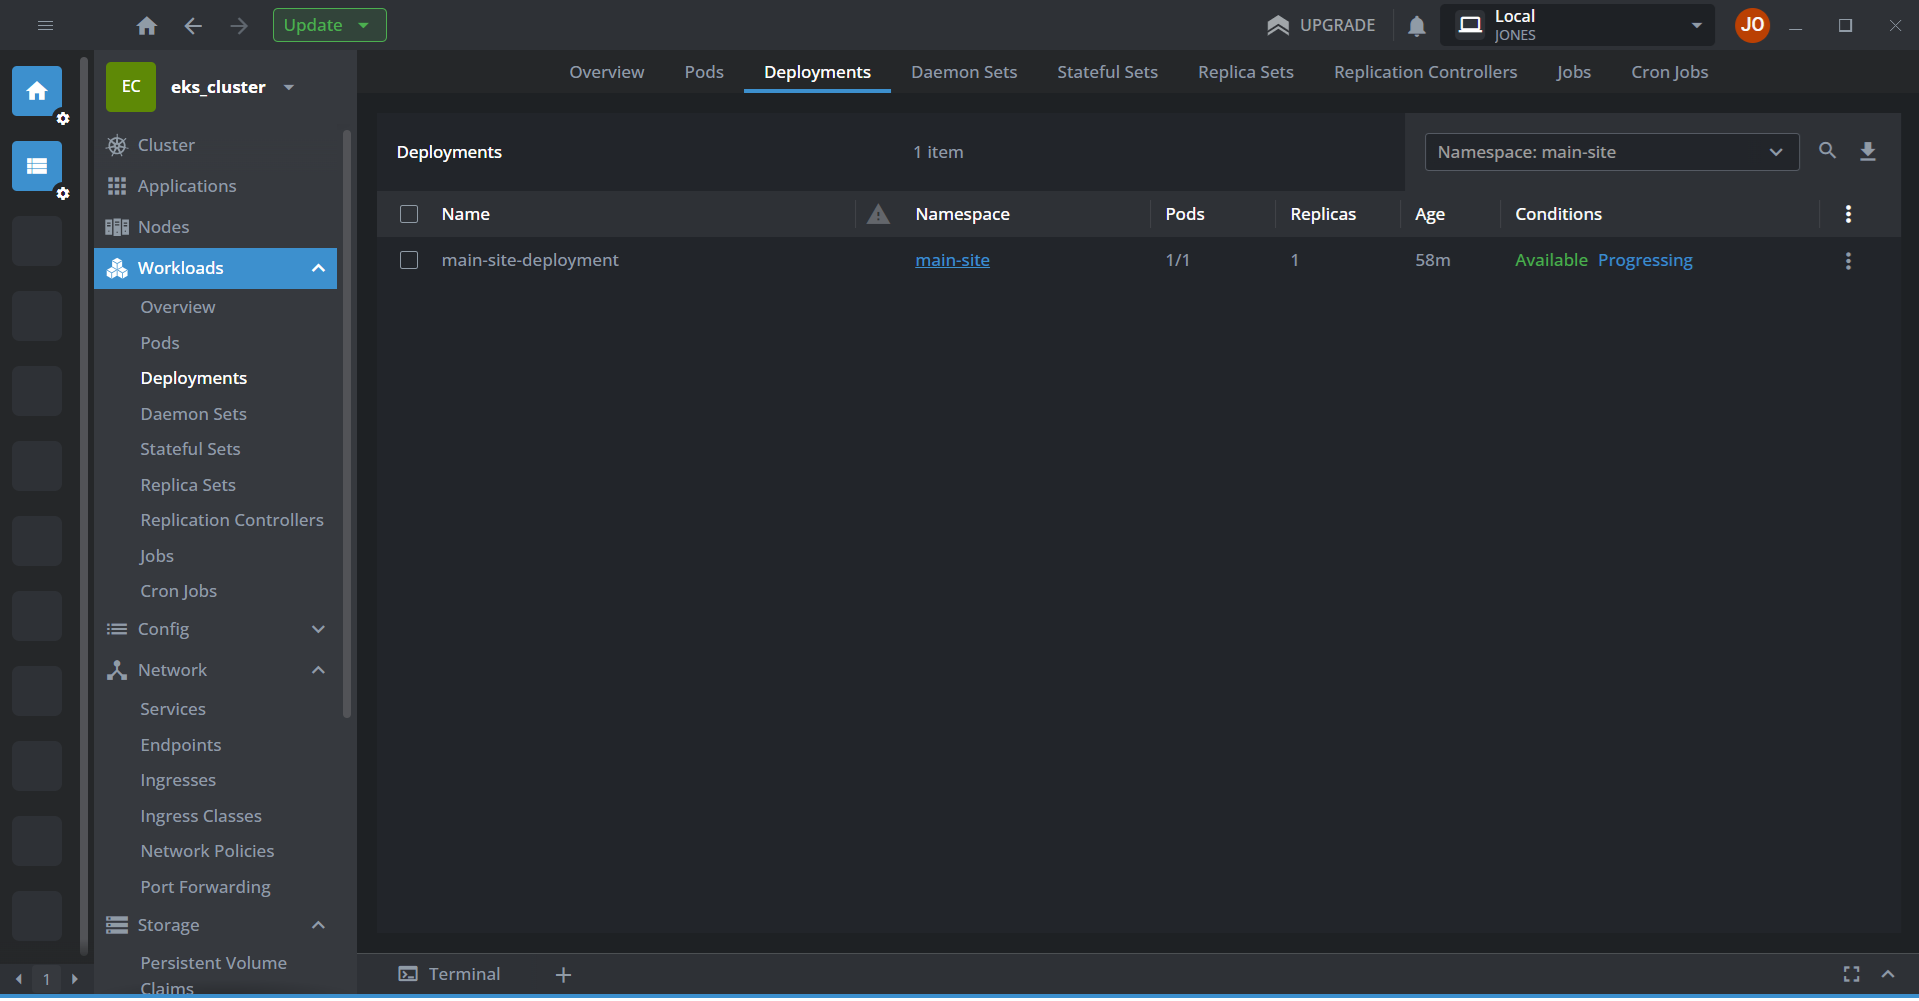 Update
UPGRADE
Local
JONES
JO
EC
eks_cluster
Overview
Pods
Deployments
Daemon Sets
Stateful Sets
Replica Sets
Replication Controllers
Jobs
Cron Jobs
Cluster
Applications
Nodes
Workloads
Overview
Pods
Deployments
Daemon Sets
Stateful Sets
Replica Sets
Replication Controllers
Jobs
Cron Jobs
Config
Network
Services
Endpoints
Ingresses
Ingress Classes
Network Policies
Port Forwarding
Storage
Persistent Volume
Claims
1
Deployments
1 item
Namespace: main-site
Name Namespace Pods Replicas Age Conditions
main-site-deployment main-site 1/1 1 58m Available Progressing
Terminal